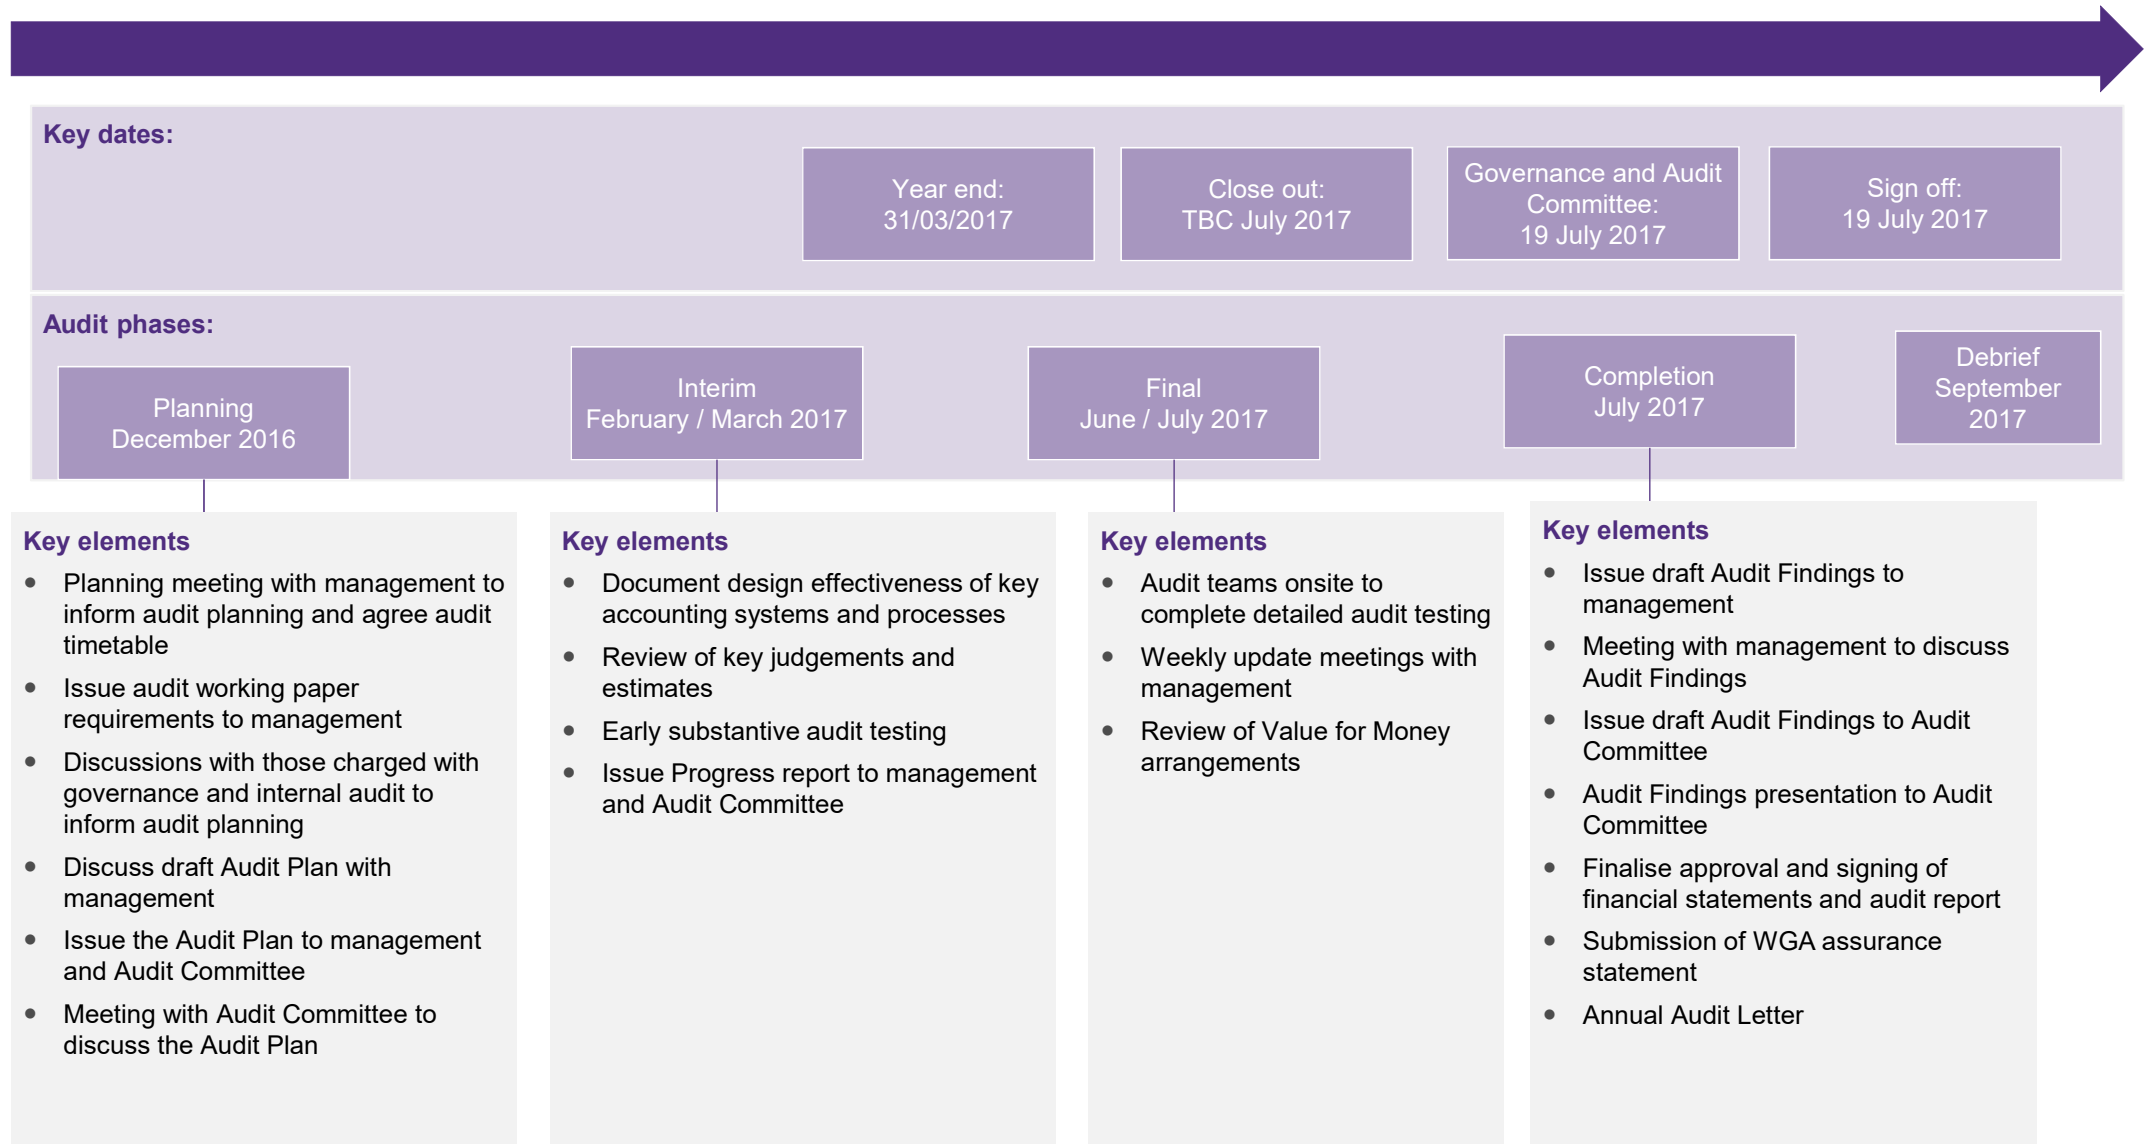 Key dates:
Year end:
31/03/2017
Close out:
TBC July 2017
Governance and Audit
Committee:
19 July 2017
Sign off:
19 July 2017
Audit phases:
Planning
December 2016
Interim
February / March 2017
Final
June / July 2017
Completion
July 2017
Debrief
September
2017
Key elements
• Planning meeting with management to
inform audit planning and agree audit
timetable
• Issue audit working paper
requirements to management
• Discussions with those charged with
governance and internal audit to
inform audit planning
• Discuss draft Audit Plan with
management
• Issue the Audit Plan to management
and Audit Committee
• Meeting with Audit Committee to
discuss the Audit Plan
Key elements
• Document design effectiveness of key
accounting systems and processes
• Review of key judgements and
estimates
• Early substantive audit testing
• Issue Progress report to management
and Audit Committee
Key elements
• Audit teams onsite to
complete detailed audit testing
• Weekly update meetings with
management
• Review of Value for Money
arrangements
Key elements
• Issue draft Audit Findings to
management
• Meeting with management to discuss
Audit Findings
• Issue draft Audit Findings to Audit
Committee
• Audit Findings presentation to Audit
Committee
• Finalise approval and signing of
financial statements and audit report
• Submission of WGA assurance
statement
• Annual Audit Letter